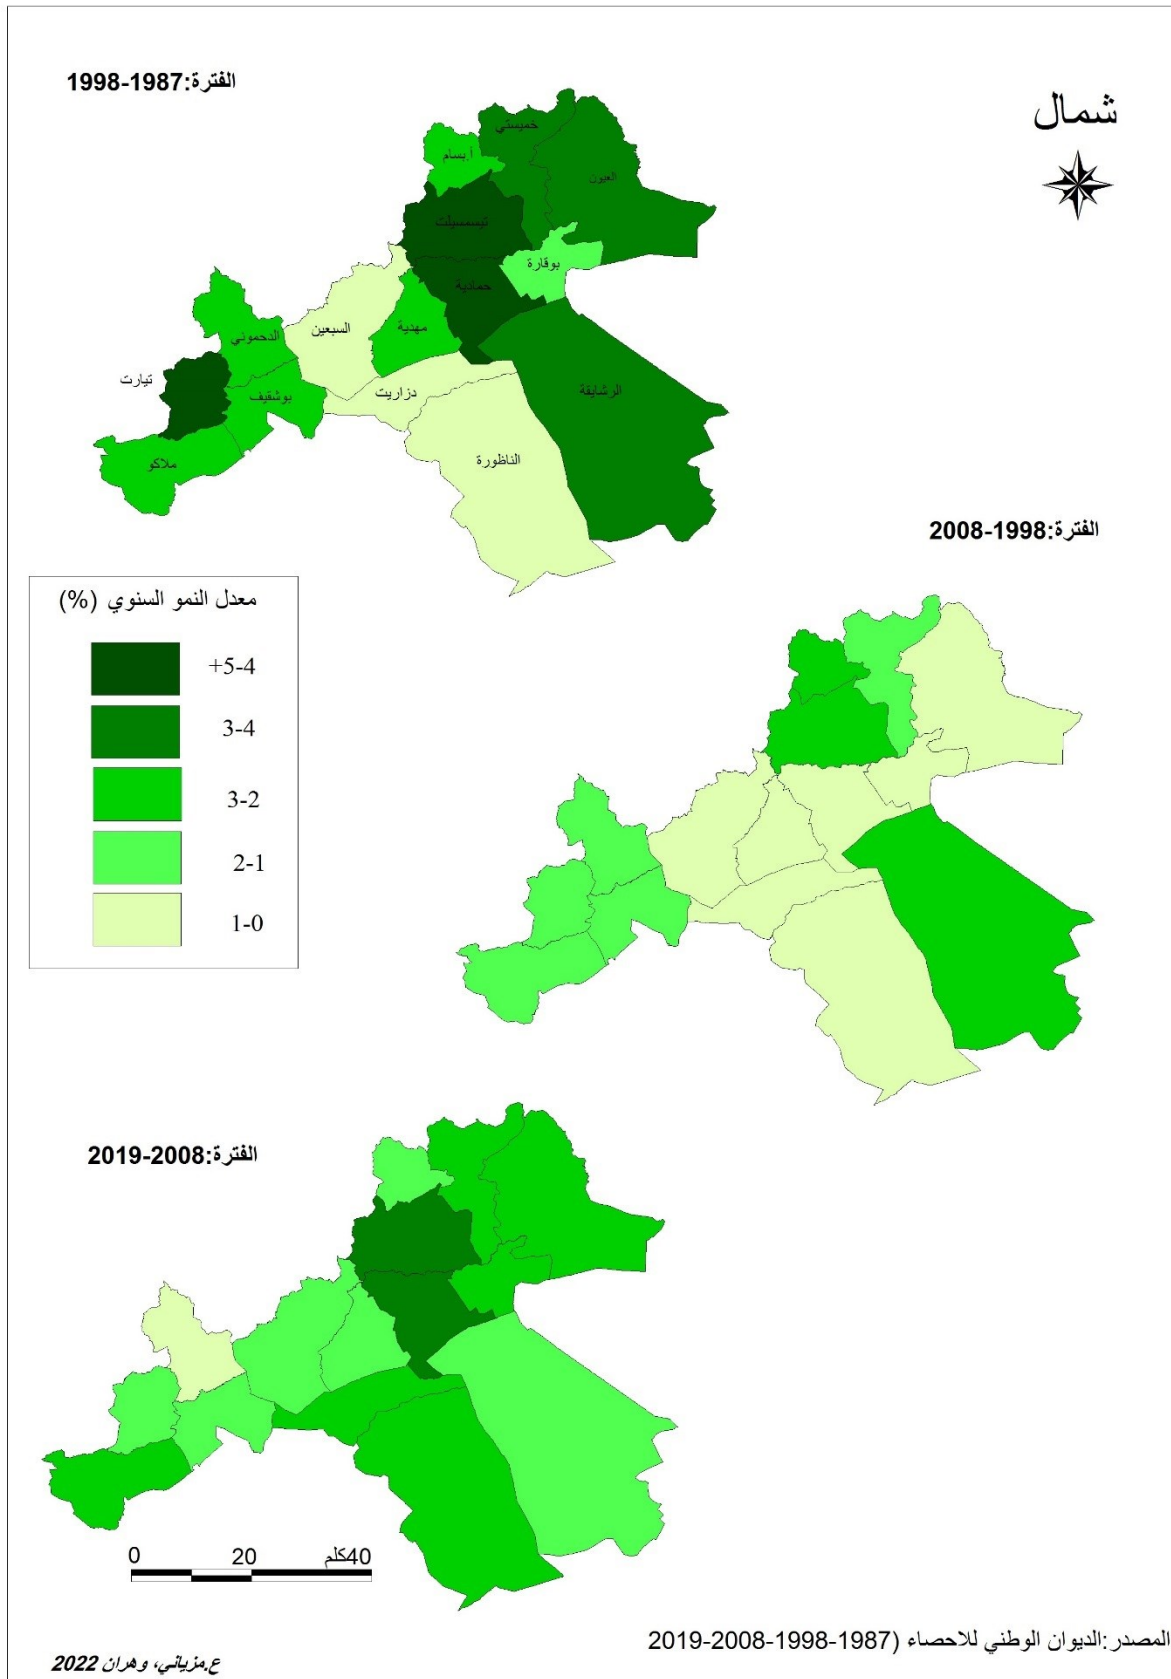 الفترة:1987-1998
شمال
خميستي
أ.بسام
العيون
تيسمسيلت
بوقارة
حمادية
السبعين
مهدية
الدحموني
تيارت
دزاريت
بوشقيف
الرشايقة
الناظورة
ملاكو
الفترة:1998-2008
معدل النمو السنوي (%)
+5-4
3-4
3-2
2-1
1-0
الفترة:2008-2019
0 20 40كلم
المصدر:الديوان الوطني للاحصاء (1987-1998-2008-2019
ع.مزياني، وهران 2022